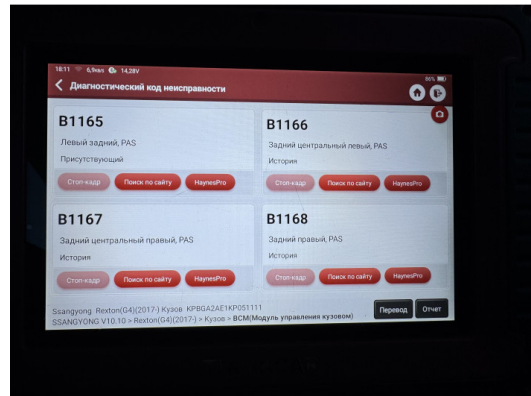 18:11 14,28V
86%
Диагностический код неисправности
B1165
Левый задний, PAS
Присутствующий
Стоп-кадр Поиск по сайту HaynesPro
B1166
Задний центральный левый, PAS
История
Стоп-кадр Поиск по сайту HaynesPro
B1167
Задний центральный правый, PAS
История
Стоп-кадр Поиск по сайту HaynesPro
B1168
Задний правый, PAS
История
Стоп-кадр Поиск по сайту HaynesPro
Ssangyong Rexton(G4)(2017-) Кузов KPBGA2AE1KP051111
SSANGYONG V10.10 > Rexton(G4)(2017-) > Кузов > BCM(Модуль управления кузовом)
Перевод Отчет